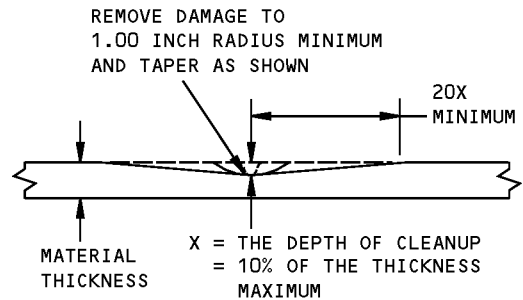 REMOVE DAMAGE TO
1.00 INCH RADIUS MINIMUM
AND TAPER AS SHOWN
20X
MINIMUM
MATERIAL
THICKNESS
X = THE DEPTH OF CLEANUP
= 10% OF THE THICKNESS
MAXIMUM